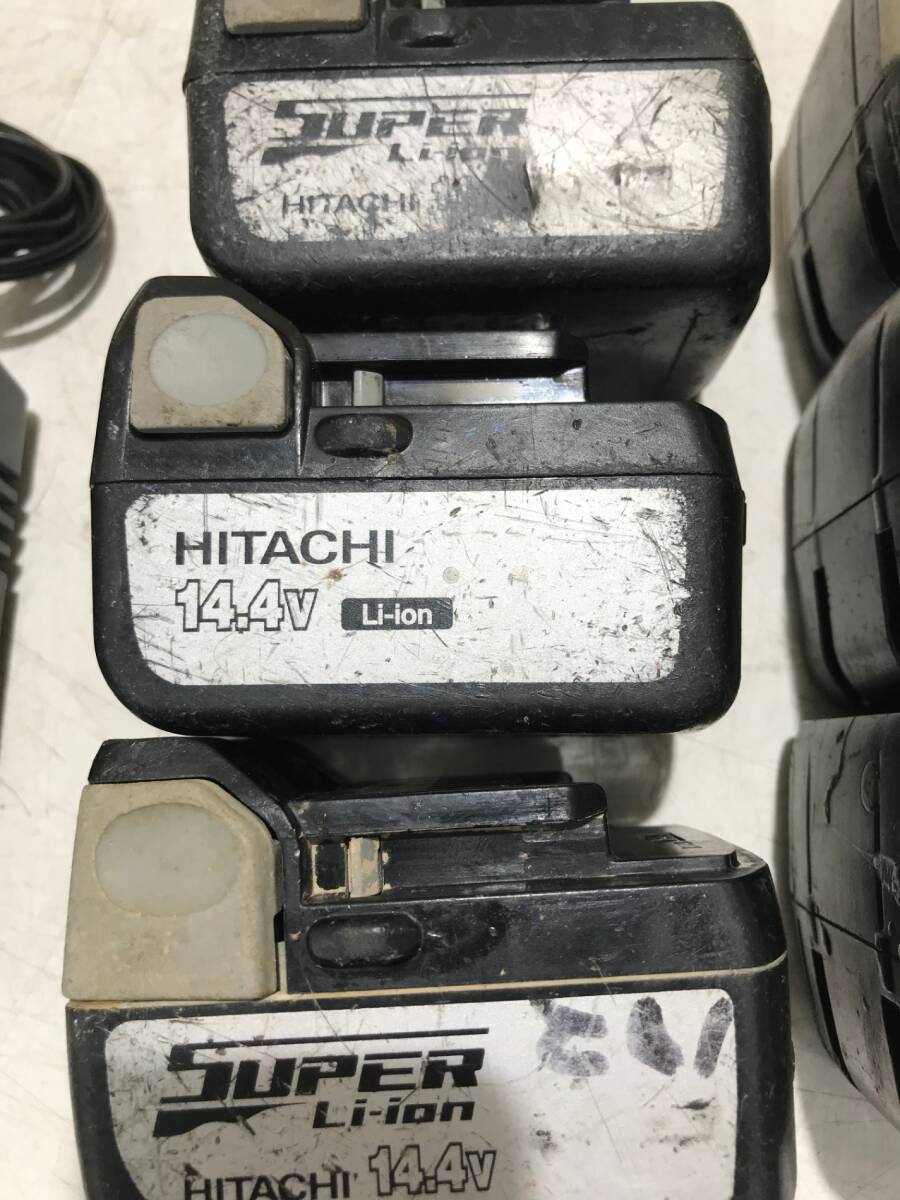 SUPER
Li-ion
HITACHI
HITACHI
14.4V
Li-ion
SUPER
Li-ion
HITACHI 14.4V